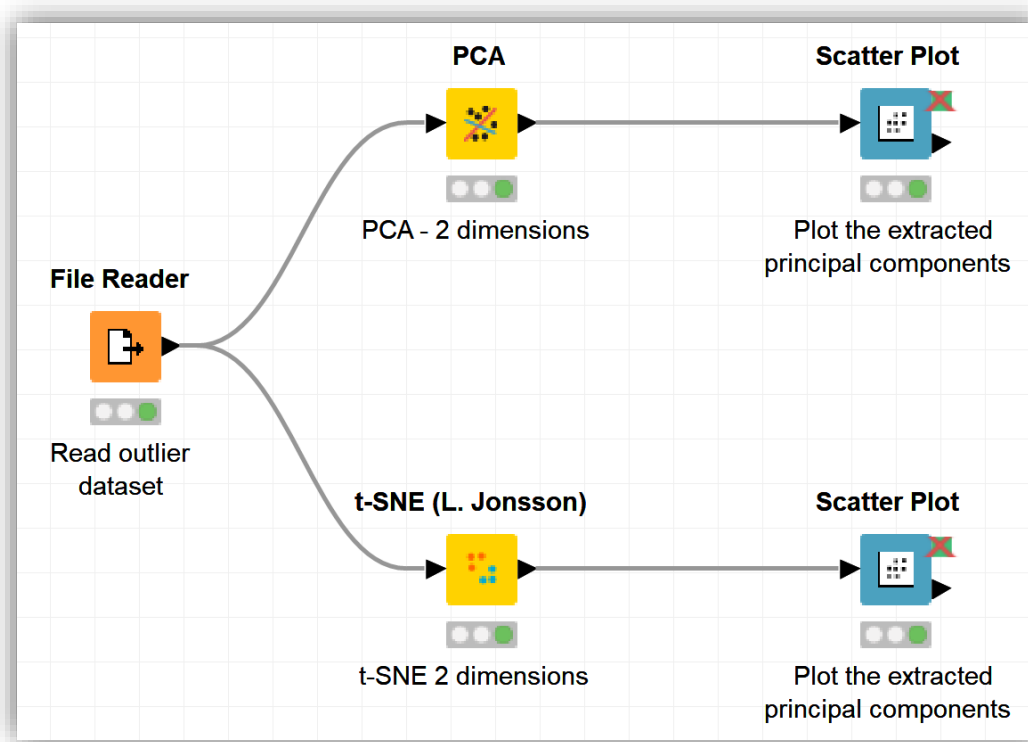 PCA
Scatter Plot
PCA - 2 dimensions
Plot the extracted
principal components
File Reader
Read outlier
dataset
t-SNE (L. Jonsson)
Scatter Plot
t-SNE 2 dimensions
Plot the extracted
principal components